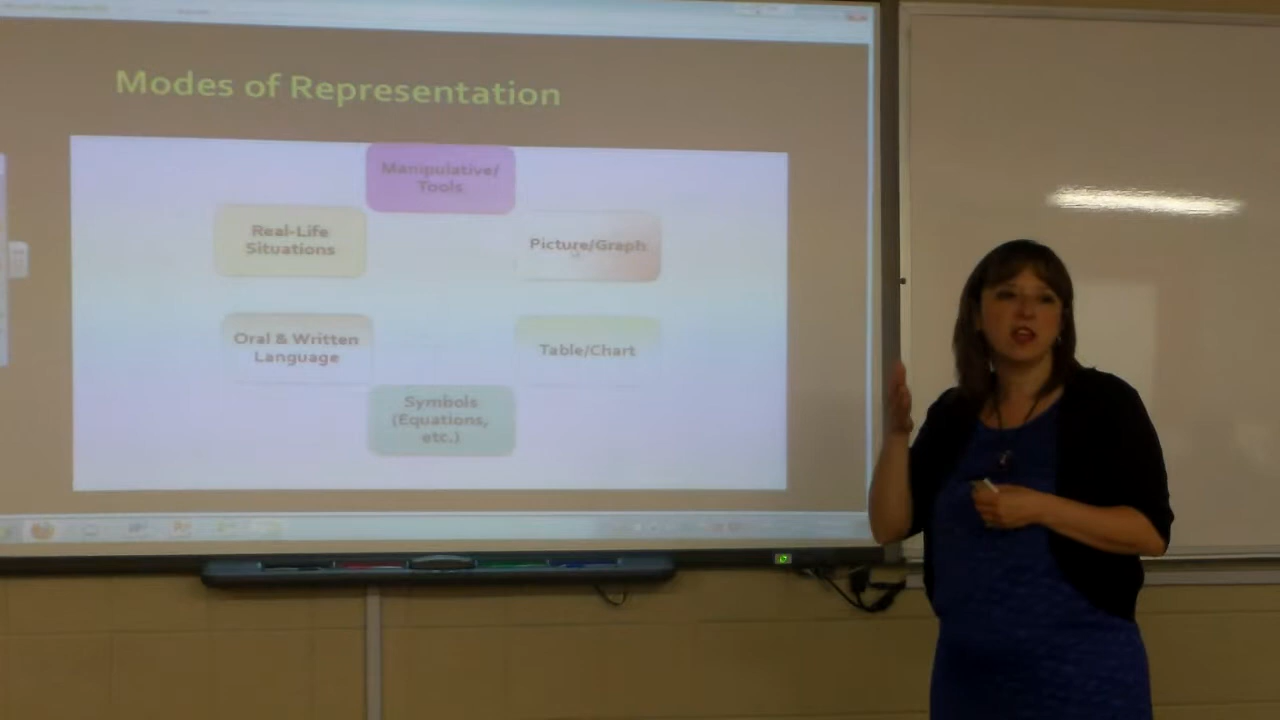 Modes of Representation
Manipulative/
Tools
Real-Life
Situations
Picture/Graph
Oral & Written
Language
Table/Chart
Symbols
(Equations,
etc.)